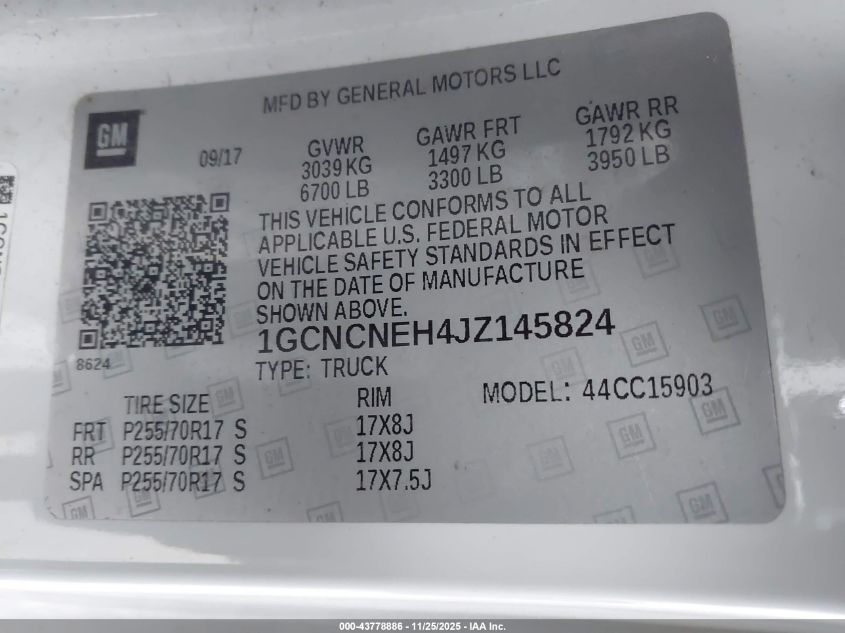 MFD BY GENERAL MOTORS LLC
GM
09/17
GVWR GAWR FRT GAWR RR
3039 KG 1497 KG 1792 KG
6700 LB 3300 LB 3950 LB
THIS VEHICLE CONFORMS TO ALL
APPLICABLE U.S. FEDERAL MOTOR
VEHICLE SAFETY STANDARDS IN EFFECT
ON THE DATE OF MANUFACTURE
SHOWN ABOVE.
1GCNCNEH4JZ145824
8624
TYPE: TRUCK
MODEL: 44CC15903
TIRE SIZE RIM
FRT P255/70R17 S 17X8J
RR P255/70R17 S 17X8J
SPA P255/70R17 S 17X7.5J
000-43778886 - 11/25/2025 - IAA Inc.